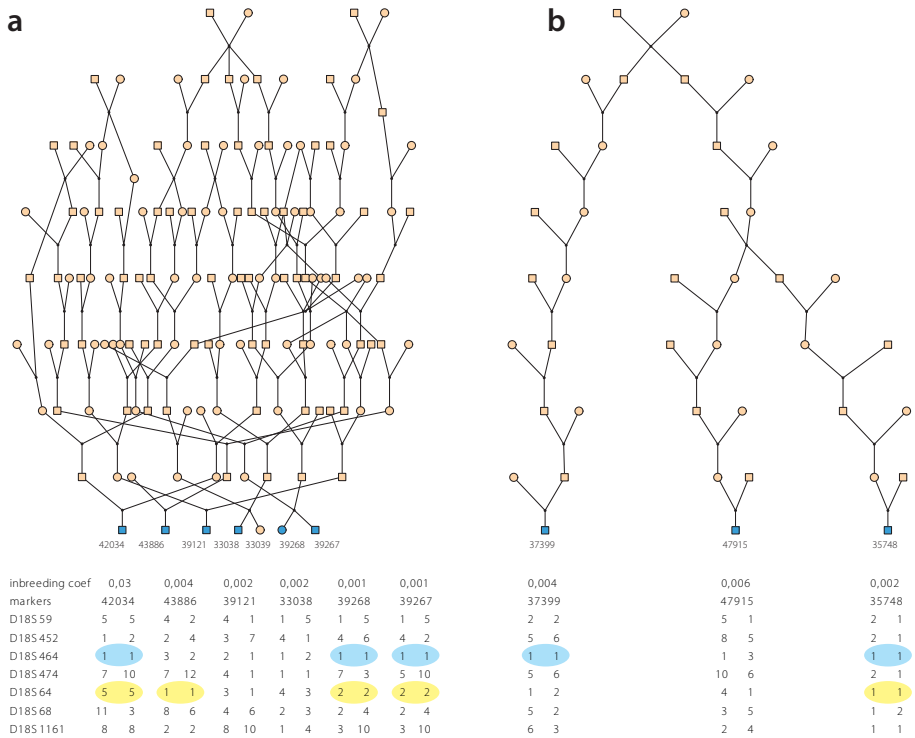 a b
42034 43886 39121 33038 33039 39268 39267 37399 47915 35748
inbreeding coef 0,03 0,004 0,002 0,002 0,001 0,001 0,004 0,006 0,002
markers 42034 43886 39121 33038 39268 39267 37399 47915 35748
D18S59 5 5 4 2 4 1 1 5 1 5 1 5 2 2 5 1 2 1
D18S452 1 2 2 4 3 7 4 1 4 6 4 2 5 6 8 5 2 1
D18S464 1 1 3 2 2 1 1 2 1 1 1 1 1 1 1 3 1 1
D18S474 7 10 7 12 4 1 1 1 7 3 5 10 5 6 10 6 2 1
D18S64 5 5 1 1 3 1 4 3 2 2 2 2 1 2 4 1 1 1
D18S68 11 3 8 6 4 6 2 3 2 4 2 4 5 2 3 5 1 2
D18S1161 8 8 2 2 8 10 1 4 3 10 3 10 6 3 2 4 1 1